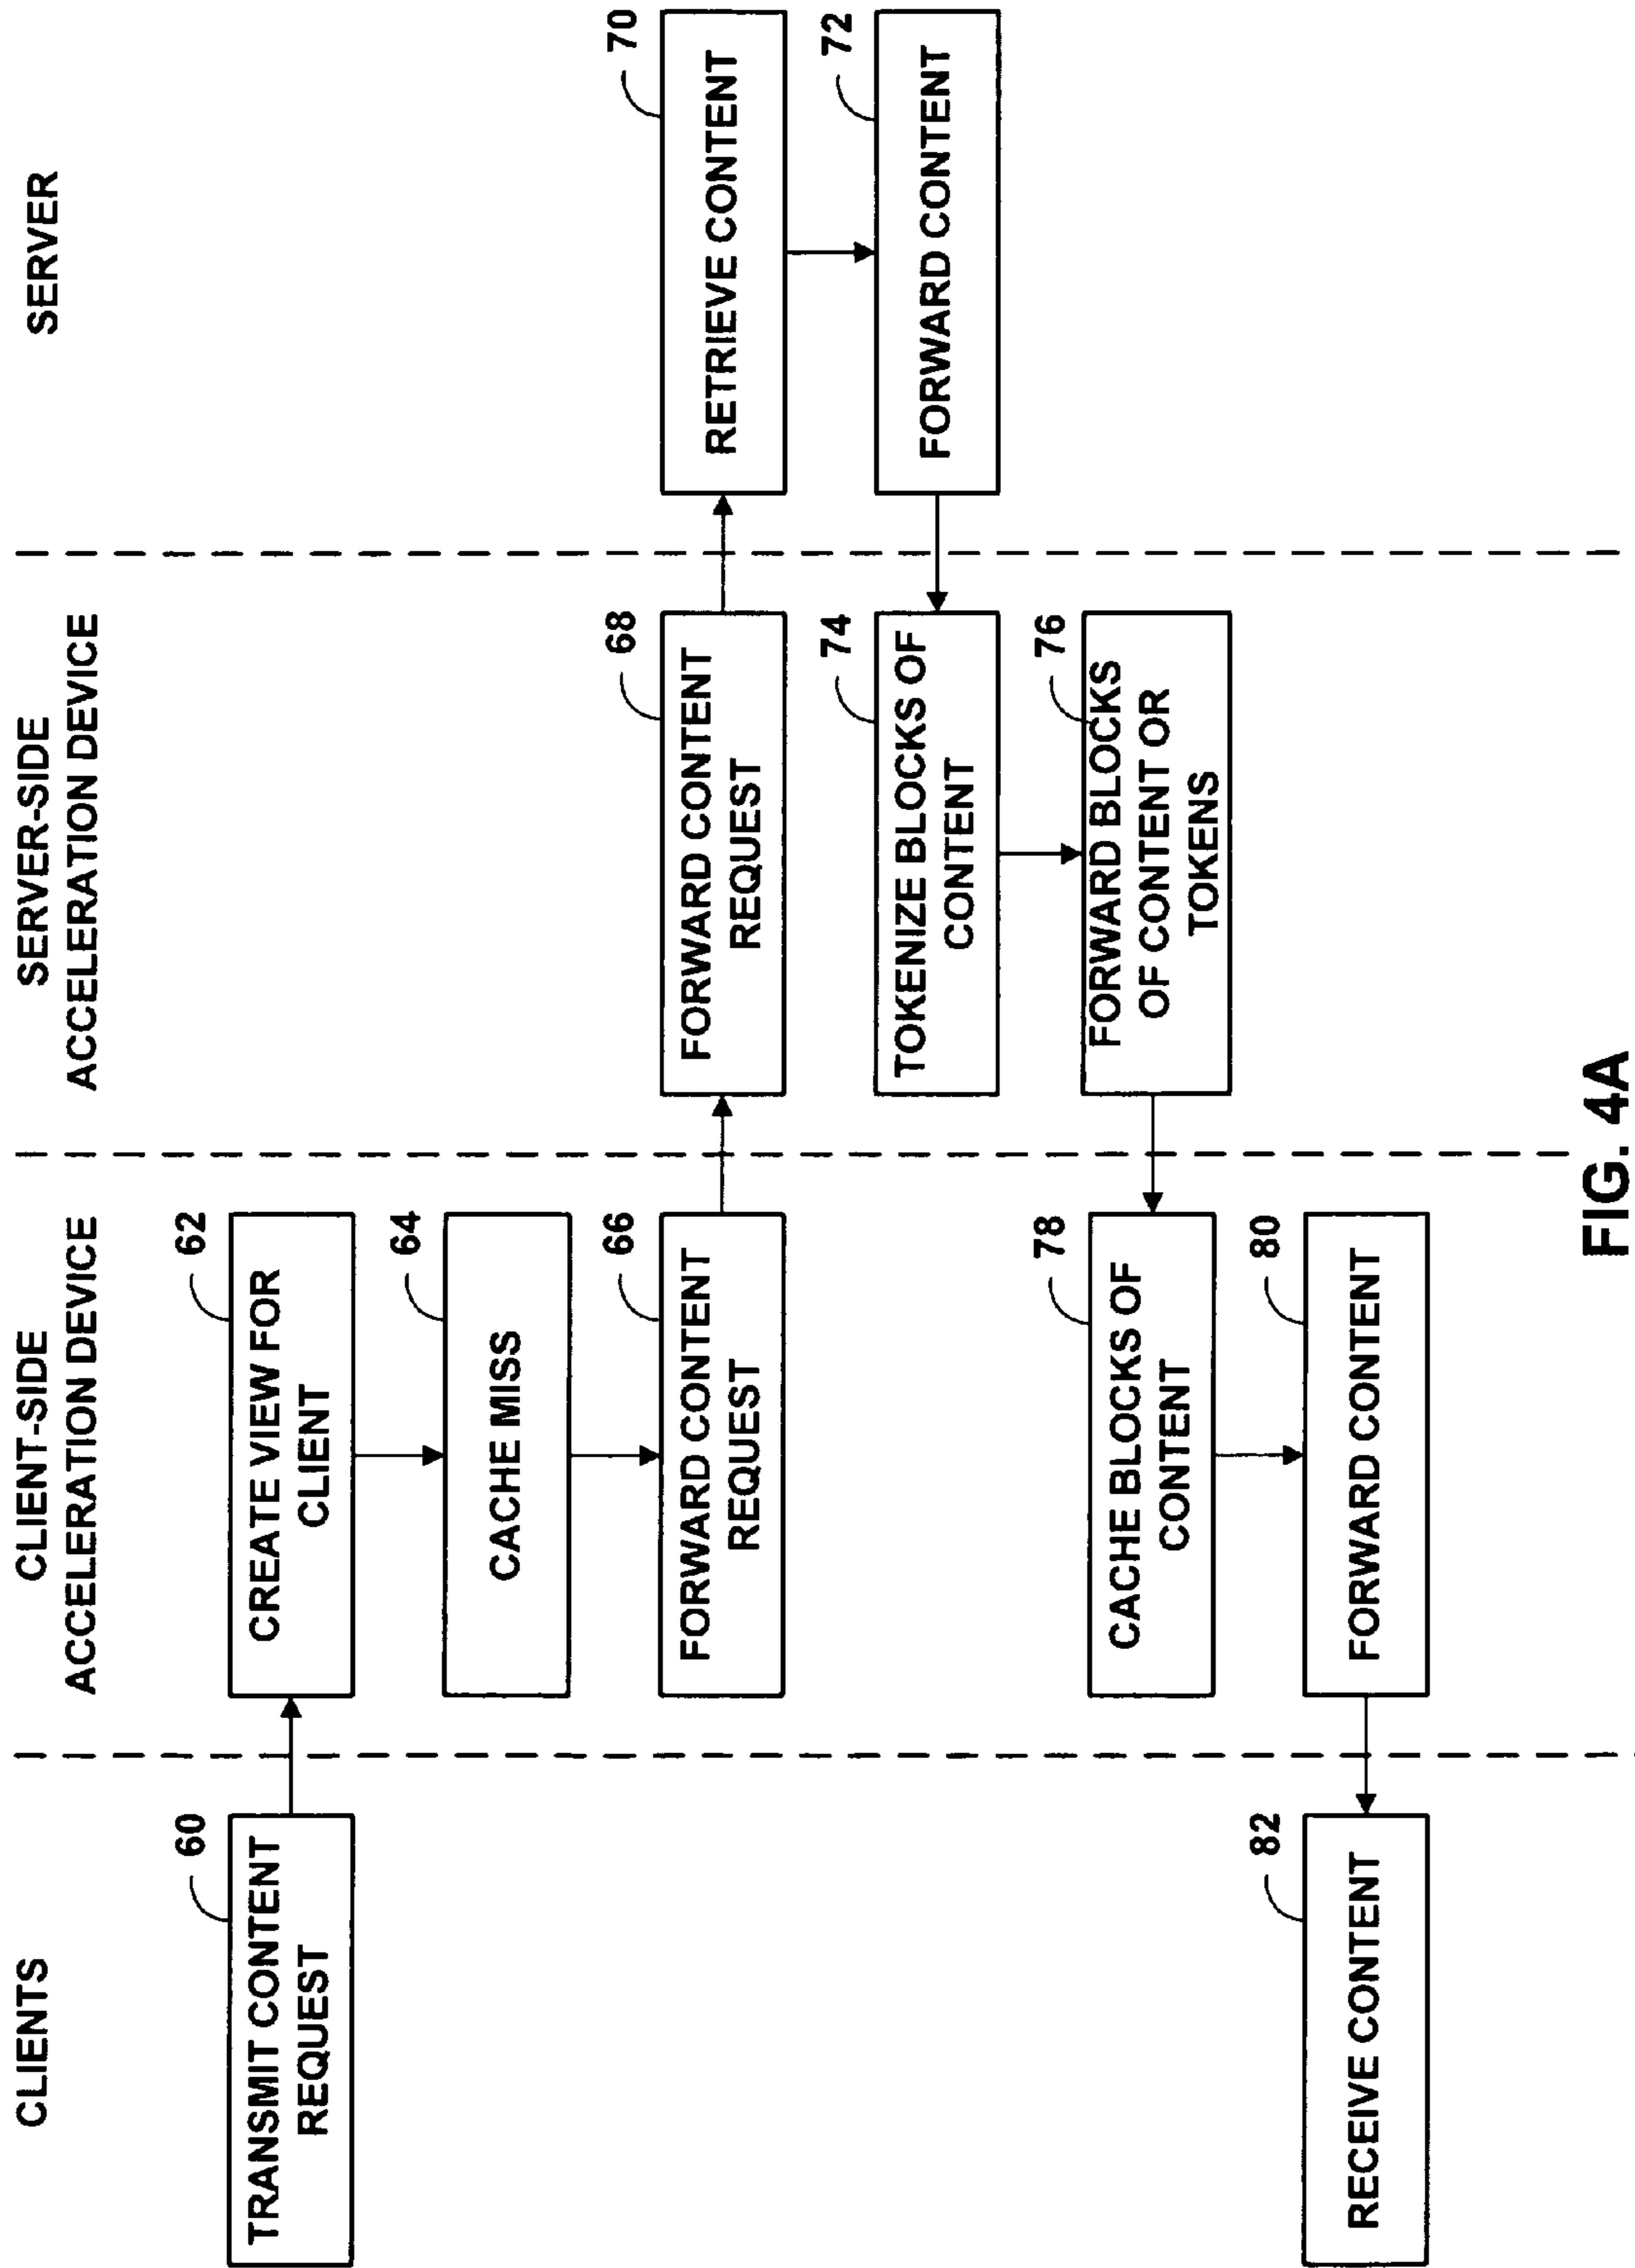 CLIENTS
CLIENT-SIDE
ACCELERATION DEVICE
SERVER-SIDE
ACCELERATION DEVICE
SERVER
60
TRANSMIT CONTENT
REQUEST
62
CREATE VIEW FOR
CLIENT
64
CACHE MISS
66
FORWARD CONTENT
REQUEST
68
FORWARD CONTENT
REQUEST
70
RETRIEVE CONTENT
72
FORWARD CONTENT
74
TOKENIZE BLOCKS OF
CONTENT
76
FORWARD BLOCKS
OF CONTENT OR
TOKENS
78
CACHE BLOCKS OF
CONTENT
80
FORWARD CONTENT
82
RECEIVE CONTENT
FIG. 4A